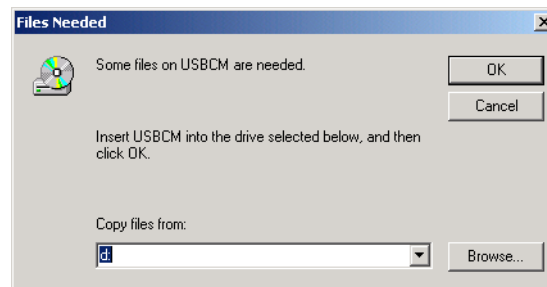 Files Needed
Some files on USBCM are needed.
OK
Cancel
Insert USBCM into the drive selected below, and then
click OK.
Copy files from:
d:
Browse...